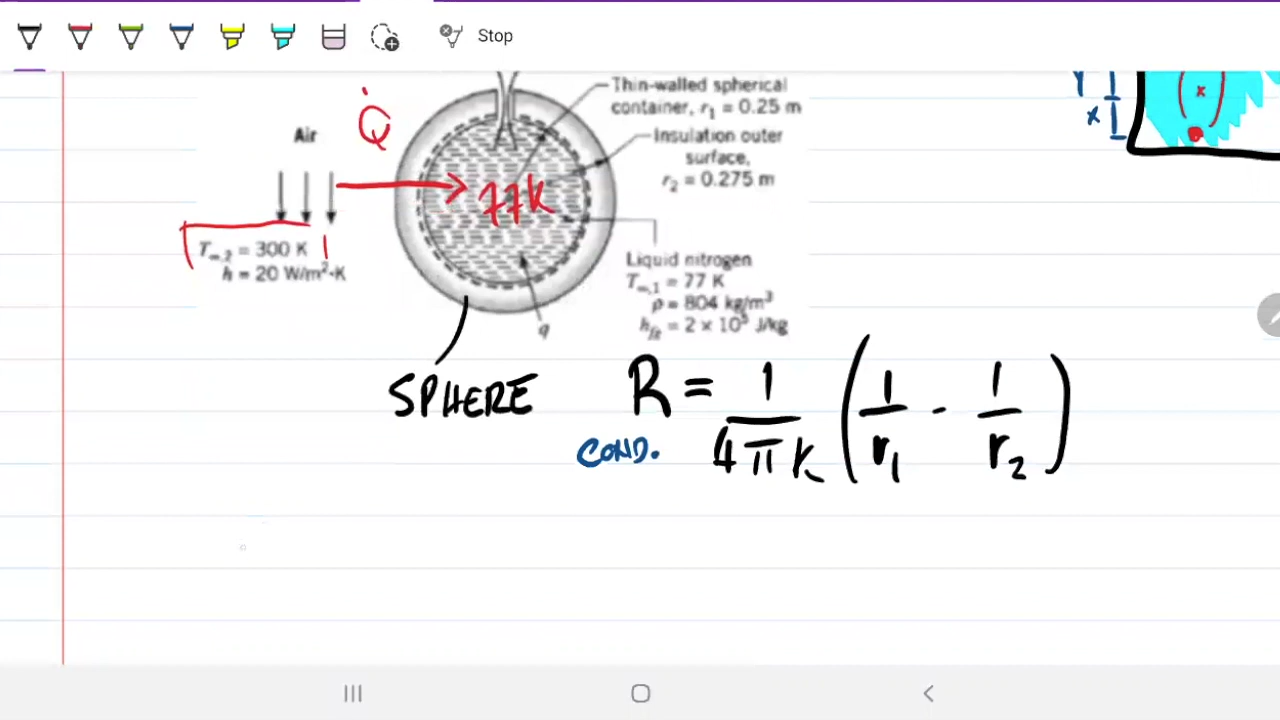 Stop
Thin-walled spherical
container, r1 = 0.25 m
Q̇
Air
Insulation outer
surface,
r2 = 0.275 m
77K
T∞,2 = 300 K
h = 20 W/m²·K
Liquid nitrogen
T∞,1 = 77 K
ρ = 804 kg/m³
hfg = 2 × 10⁵ J/kg
q
Y
X
x
SPHERE
R = 1/4πk (1/r1 - 1/r2)
COND.